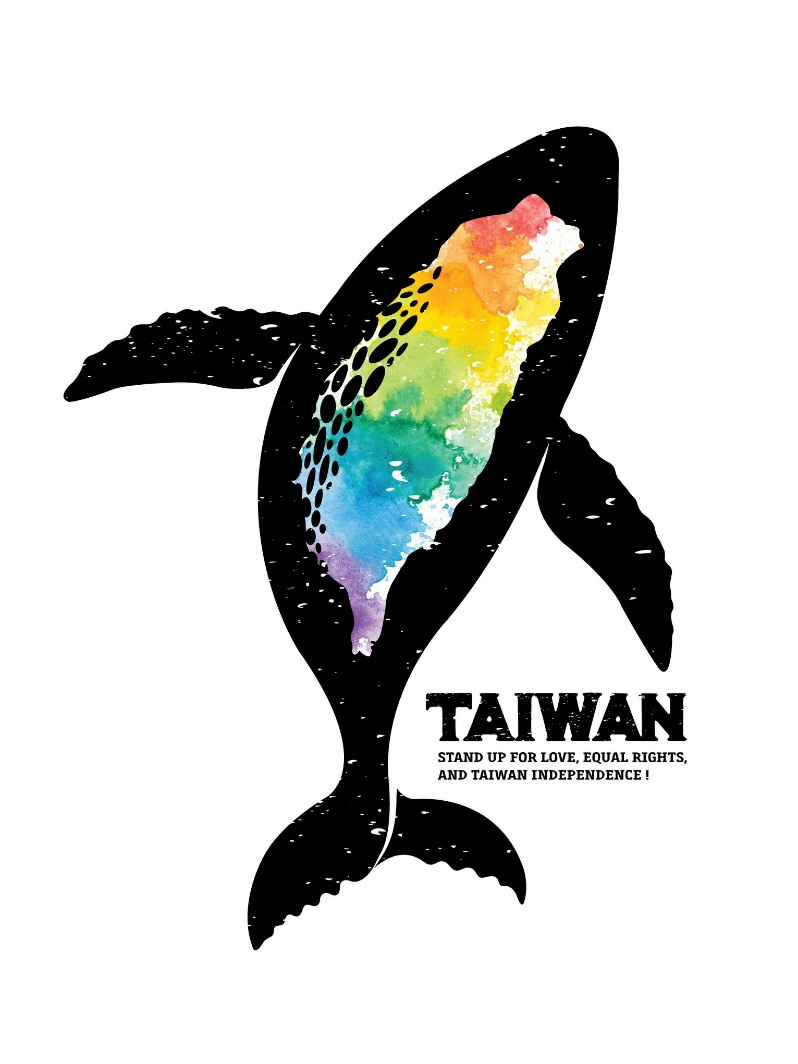 TAIWAN
STAND UP FOR LOVE, EQUAL RIGHTS,
AND TAIWAN INDEPENDENCE !